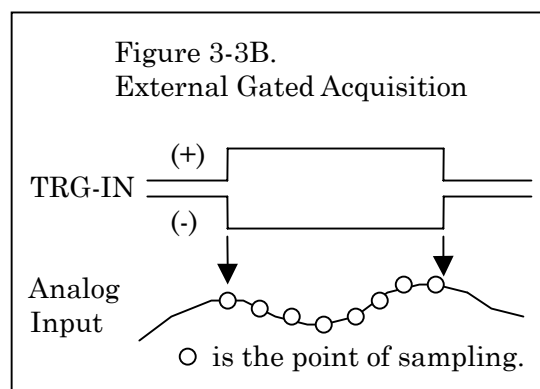 Figure 3-3B.
External Gated Acquisition
(+)
TRG-IN
(-)
Analog
Input
is the point of sampling.